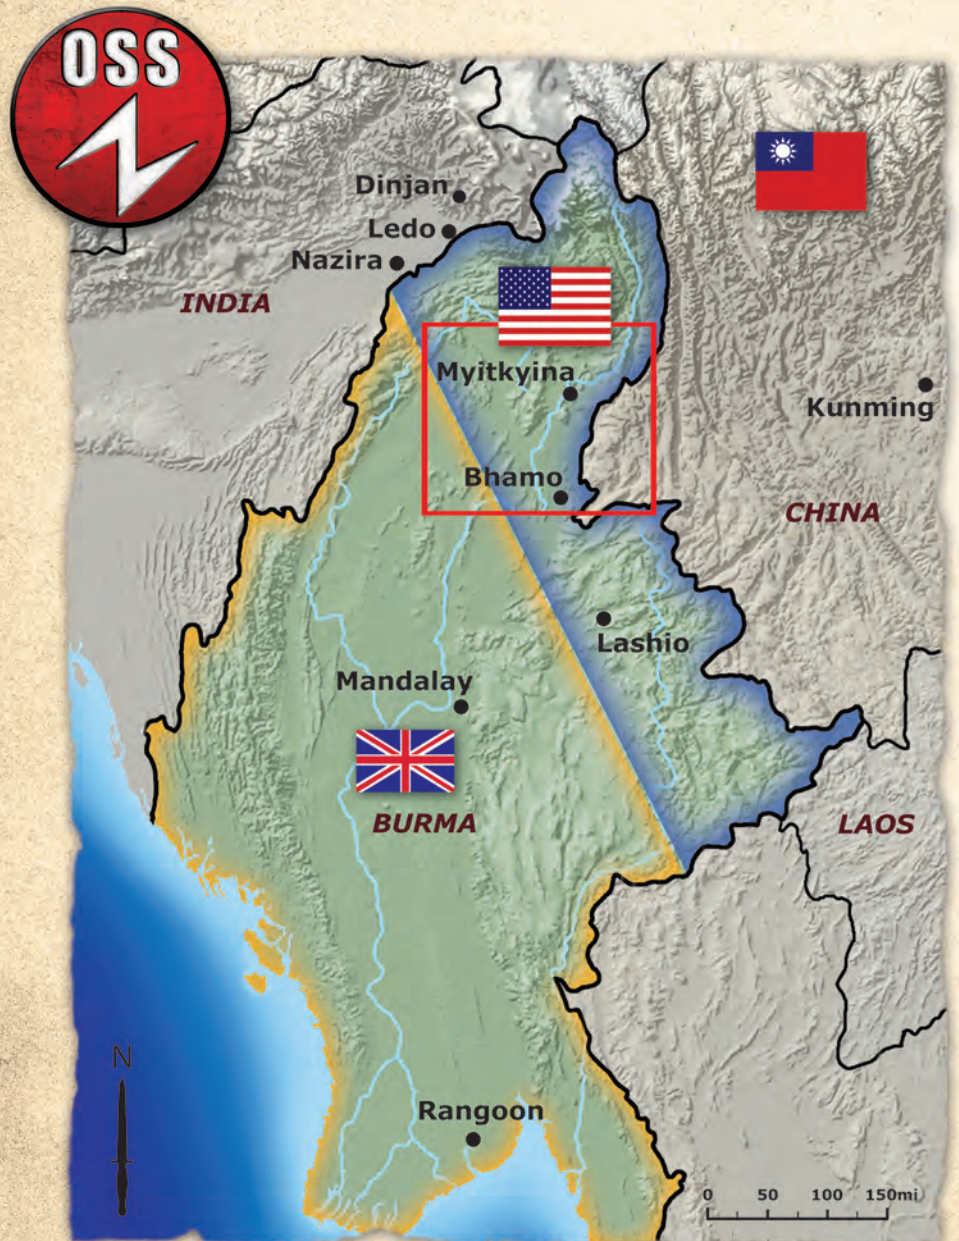 OSS
Dinjan
Ledo
Nazira
INDIA
Myitkyina
Kunming
Bhamo
CHINA
Lashio
Mandalay
BURMA
LAOS
N
Rangoon
0 50 100 150mi